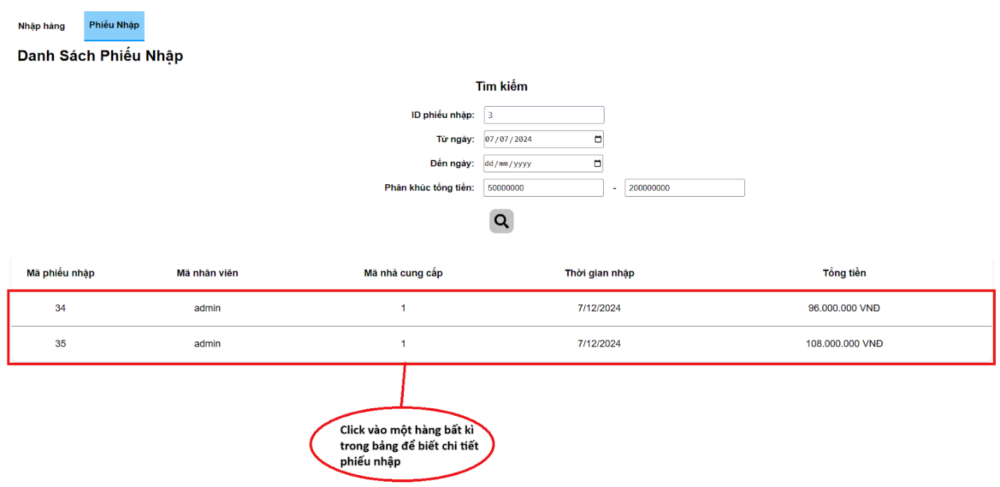 Nhập hàng Phiếu Nhập
Danh Sách Phiếu Nhập
Tìm kiếm
ID phiếu nhập: 3
Từ ngày: 07/07/2024
Đến ngày: dd/mm/yyyy
Phân khúc tổng tiền: 50000000 - 200000000
Mã phiếu nhập Mã nhân viên Mã nhà cung cấp Thời gian nhập Tổng tiền
34 admin 1 7/12/2024 96.000.000 VNĐ
35 admin 1 7/12/2024 108.000.000 VNĐ
Click vào một hàng bất kì
trong bảng để biết chi tiết
phiếu nhập